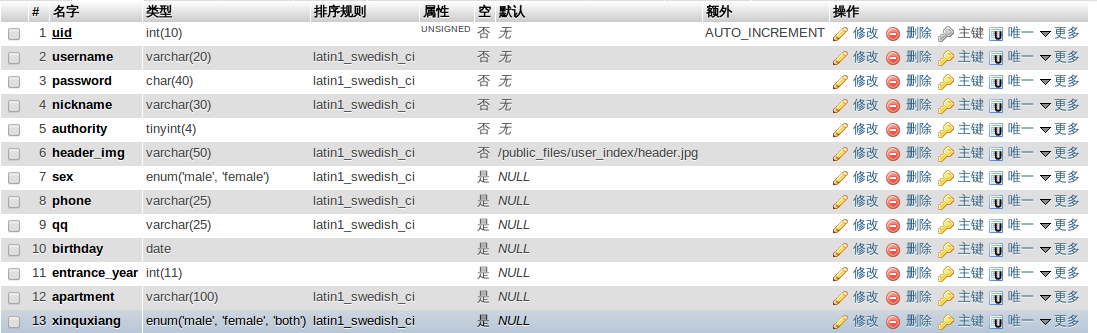 # 名字 类型 排序规则 属性 空 默认 额外 操作
1 uid int(10) UNSIGNED 否 无 AUTO_INCREMENT 修改 删除 主键 U 唯一 更多
2 username varchar(20) latin1_swedish_ci 否 无 修改 删除 主键 U 唯一 更多
3 password char(40) latin1_swedish_ci 否 无 修改 删除 主键 U 唯一 更多
4 nickname varchar(30) latin1_swedish_ci 否 无 修改 删除 主键 U 唯一 更多
5 authority tinyint(4) 否 无 修改 删除 主键 U 唯一 更多
6 header_img varchar(50) latin1_swedish_ci 否 /public_files/user_index/header.jpg 修改 删除 主键 U 唯一 更多
7 sex enum('male', 'female') latin1_swedish_ci 是 NULL 修改 删除 主键 U 唯一 更多
8 phone varchar(25) latin1_swedish_ci 是 NULL 修改 删除 主键 U 唯一 更多
9 qq varchar(25) latin1_swedish_ci 是 NULL 修改 删除 主键 U 唯一 更多
10 birthday date 是 NULL 修改 删除 主键 U 唯一 更多
11 entrance_year int(11) 是 NULL 修改 删除 主键 U 唯一 更多
12 apartment varchar(100) latin1_swedish_ci 是 NULL 修改 删除 主键 U 唯一 更多
13 xinquxiang enum('male', 'female', 'both') latin1_swedish_ci 是 NULL 修改 删除 主键 U 唯一 更多